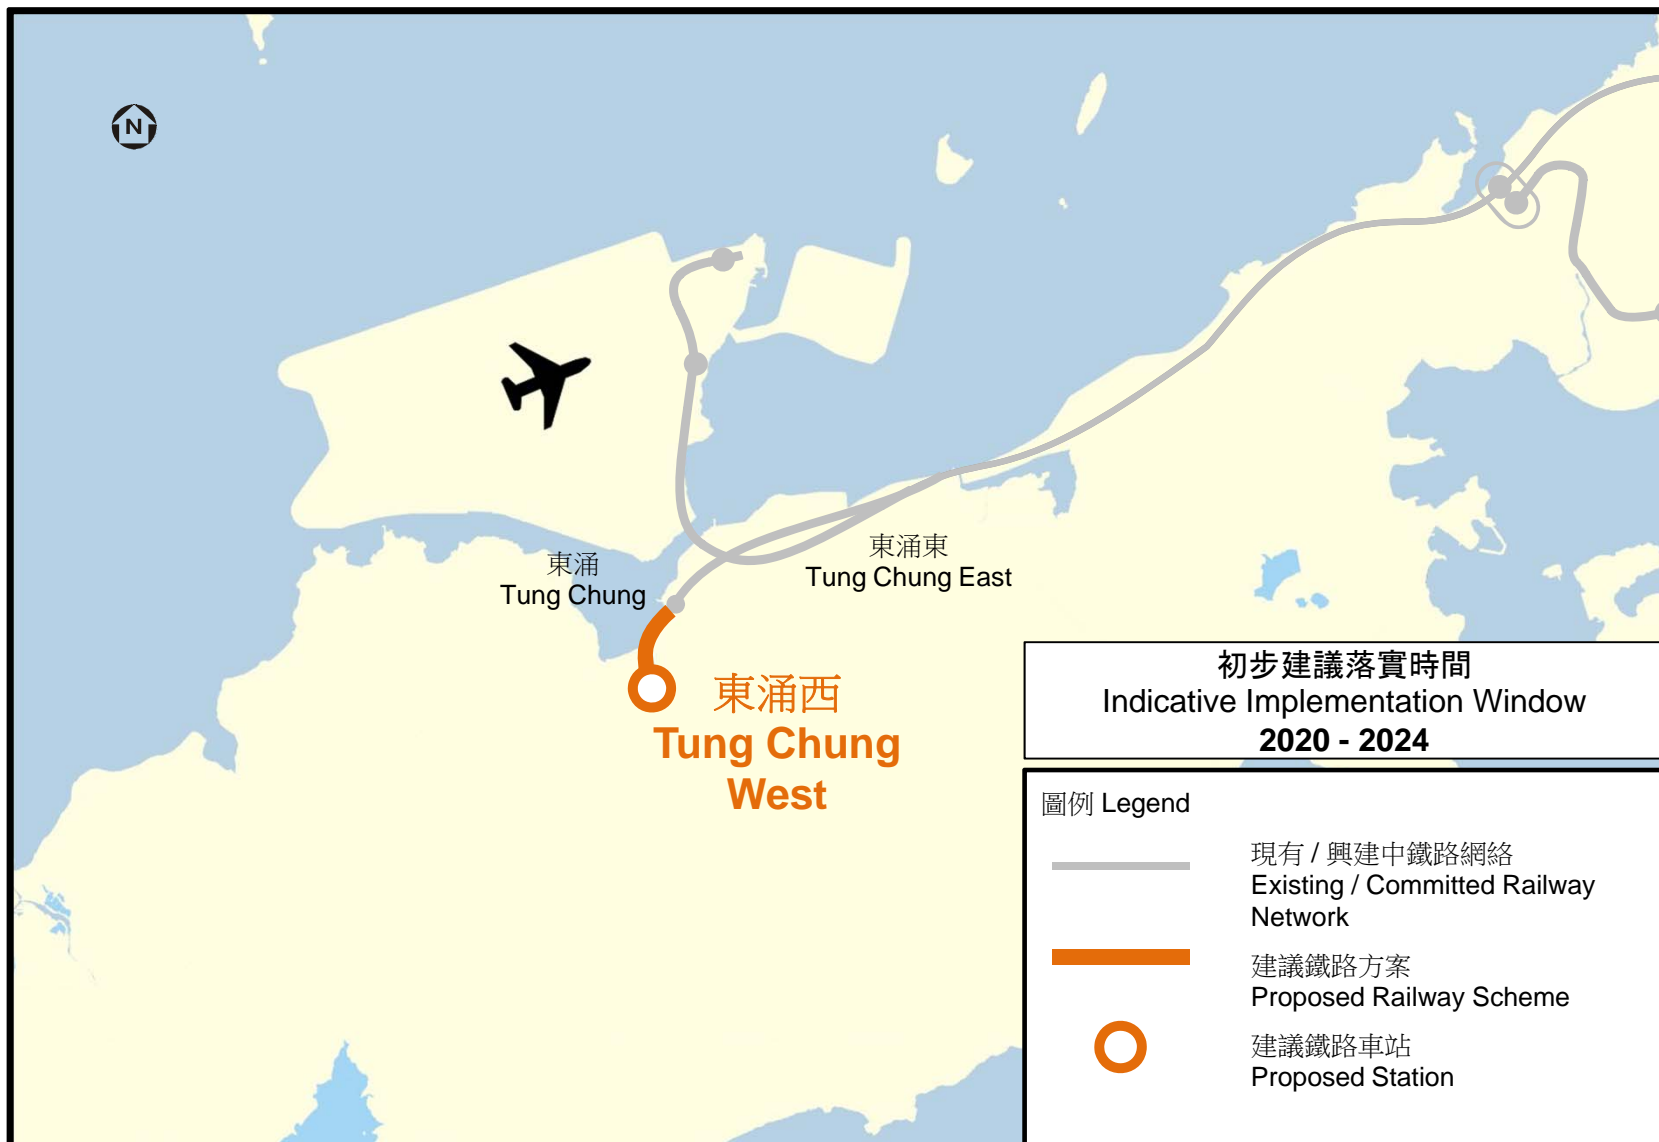 N
東涌
Tung Chung
東涌東
Tung Chung East
東涌西
Tung Chung
West
初步建議落實時間
Indicative Implementation Window
2020 - 2024
圖例 Legend
現有 / 興建中鐵路網絡
Existing / Committed Railway
Network
建議鐵路方案
Proposed Railway Scheme
建議鐵路車站
Proposed Station